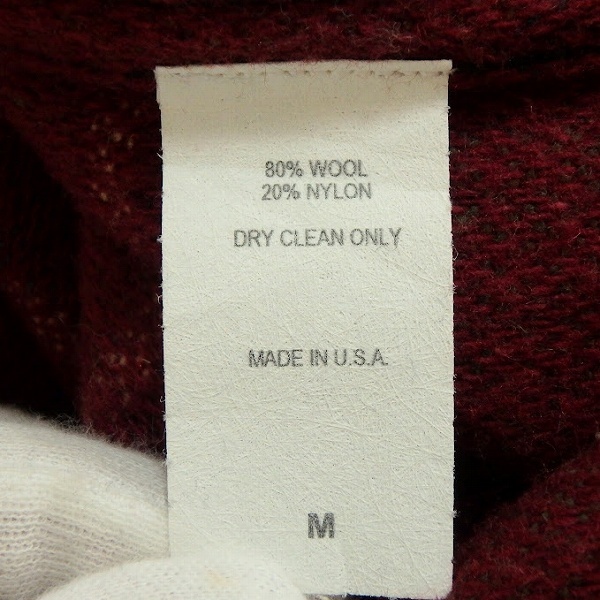 80% WOOL
20% NYLON
DRY CLEAN ONLY
MADE IN U.S.A.
M